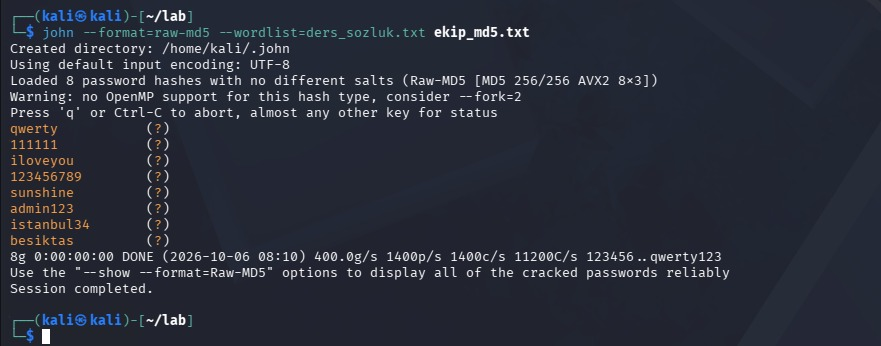 ┌──(kali㉿kali)-[~/lab]
└─$ john --format=raw-md5 --wordlist=ders_sozluk.txt ekip_md5.txt
Created directory: /home/kali/.john
Using default input encoding: UTF-8
Loaded 8 password hashes with no different salts (Raw-MD5 [MD5 256/256 AVX2 8×3])
Warning: no OpenMP support for this hash type, consider --fork=2
Press 'q' or Ctrl-C to abort, almost any other key for status
qwerty           (?)
111111           (?)
iloveyou         (?)
123456789        (?)
sunshine         (?)
admin123         (?)
istanbul34       (?)
besiktas         (?)
8g 0:00:00:00 DONE (2026-10-06 08:10) 400.0g/s 1400p/s 1400c/s 11200C/s 123456..qwerty123
Use the "--show --format=Raw-MD5" options to display all of the cracked passwords reliably
Session completed.
┌──(kali㉿kali)-[~/lab]
└─$